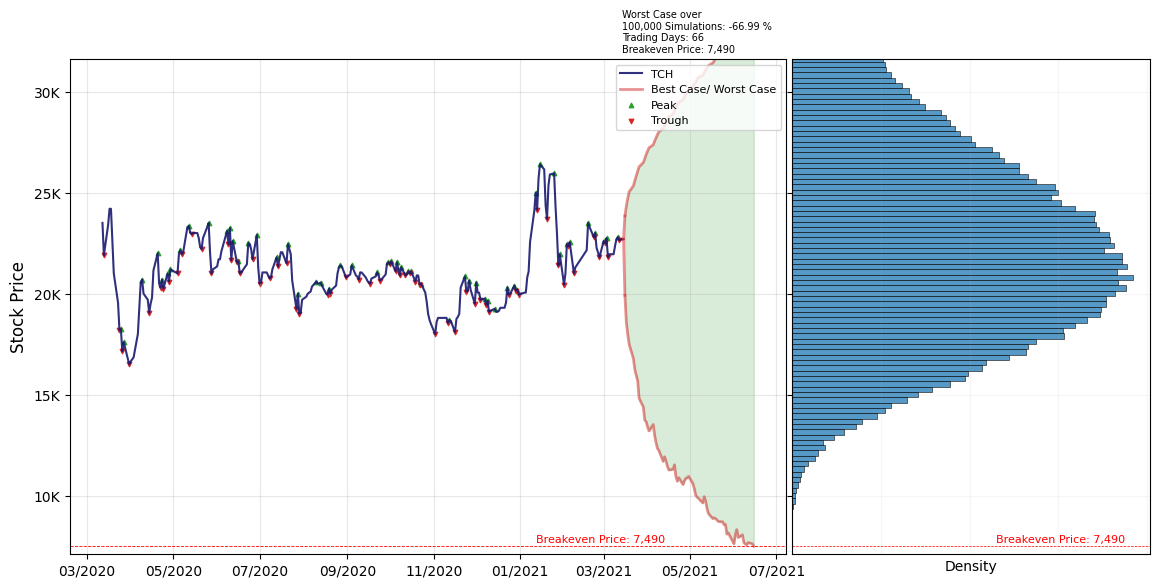 Worst Case over
100,000 Simulations: -66.99 %
Trading Days: 66
Breakeven Price: 7,490
TCH
Best Case/ Worst Case
Peak
Trough
Stock Price
30K
25K
20K
15K
10K
Breakeven Price: 7,490
Breakeven Price: 7,490
03/2020 05/2020 07/2020 09/2020 11/2020 01/2021 03/2021 05/2021 07/2021
Density